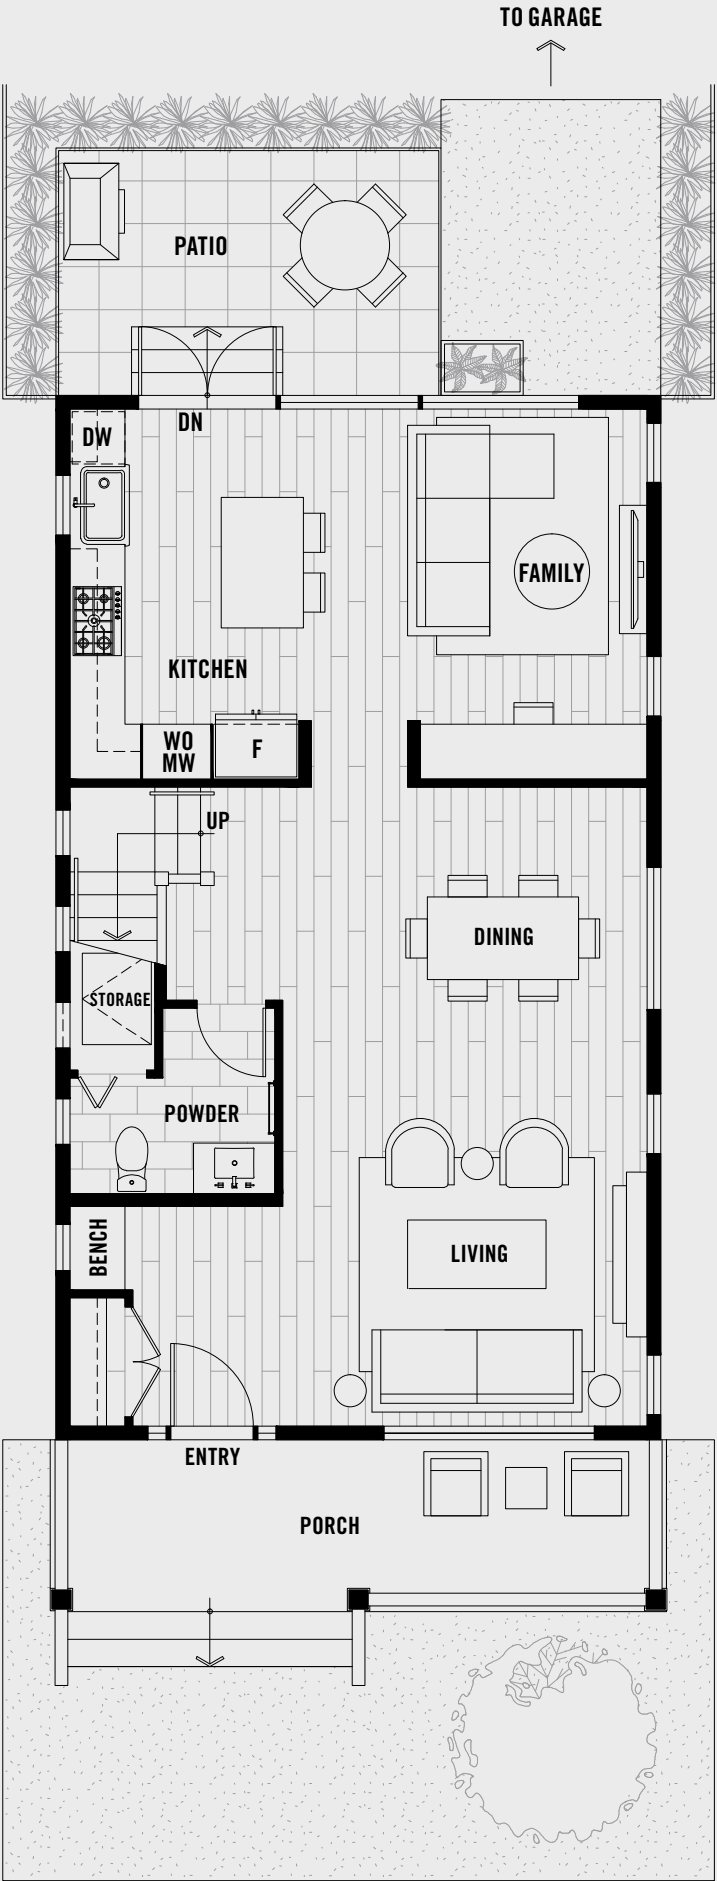 TO GARAGE
PATIO
DW
DN
FAMILY
KITCHEN
WO
MW
F
UP
DINING
STORAGE
POWDER
BENCH
LIVING
ENTRY
PORCH